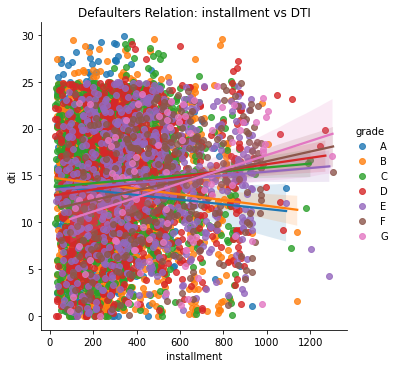 Defaulters Relation: installment vs DTI
dti
30
25
20
15
10
5
0
0 200 400 600 800 1000 1200
installment
grade
A
B
C
D
E
F
G